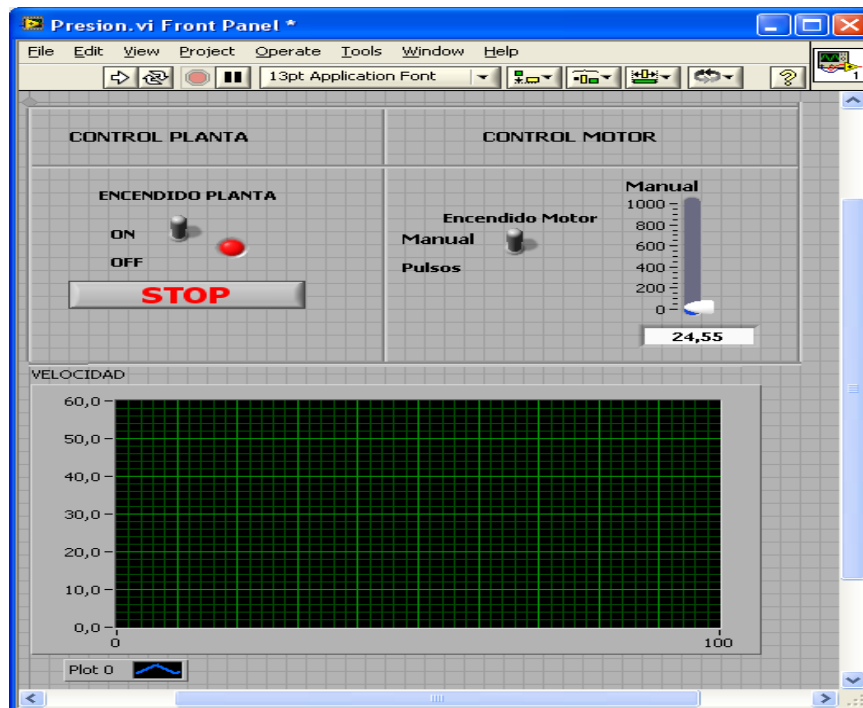 Presion.vi Front Panel *
File Edit View Project Operate Tools Window Help
13pt Application Font
1
CONTROL PLANTA
CONTROL MOTOR
ENCENDIDO PLANTA
ON
OFF
STOP
Encendido Motor
Manual
Pulsos
Manual
1000
800
600
400
200
0
24,55
VELOCIDAD
60,0
50,0
40,0
30,0
20,0
10,0
0,0
0 100
Plot 0